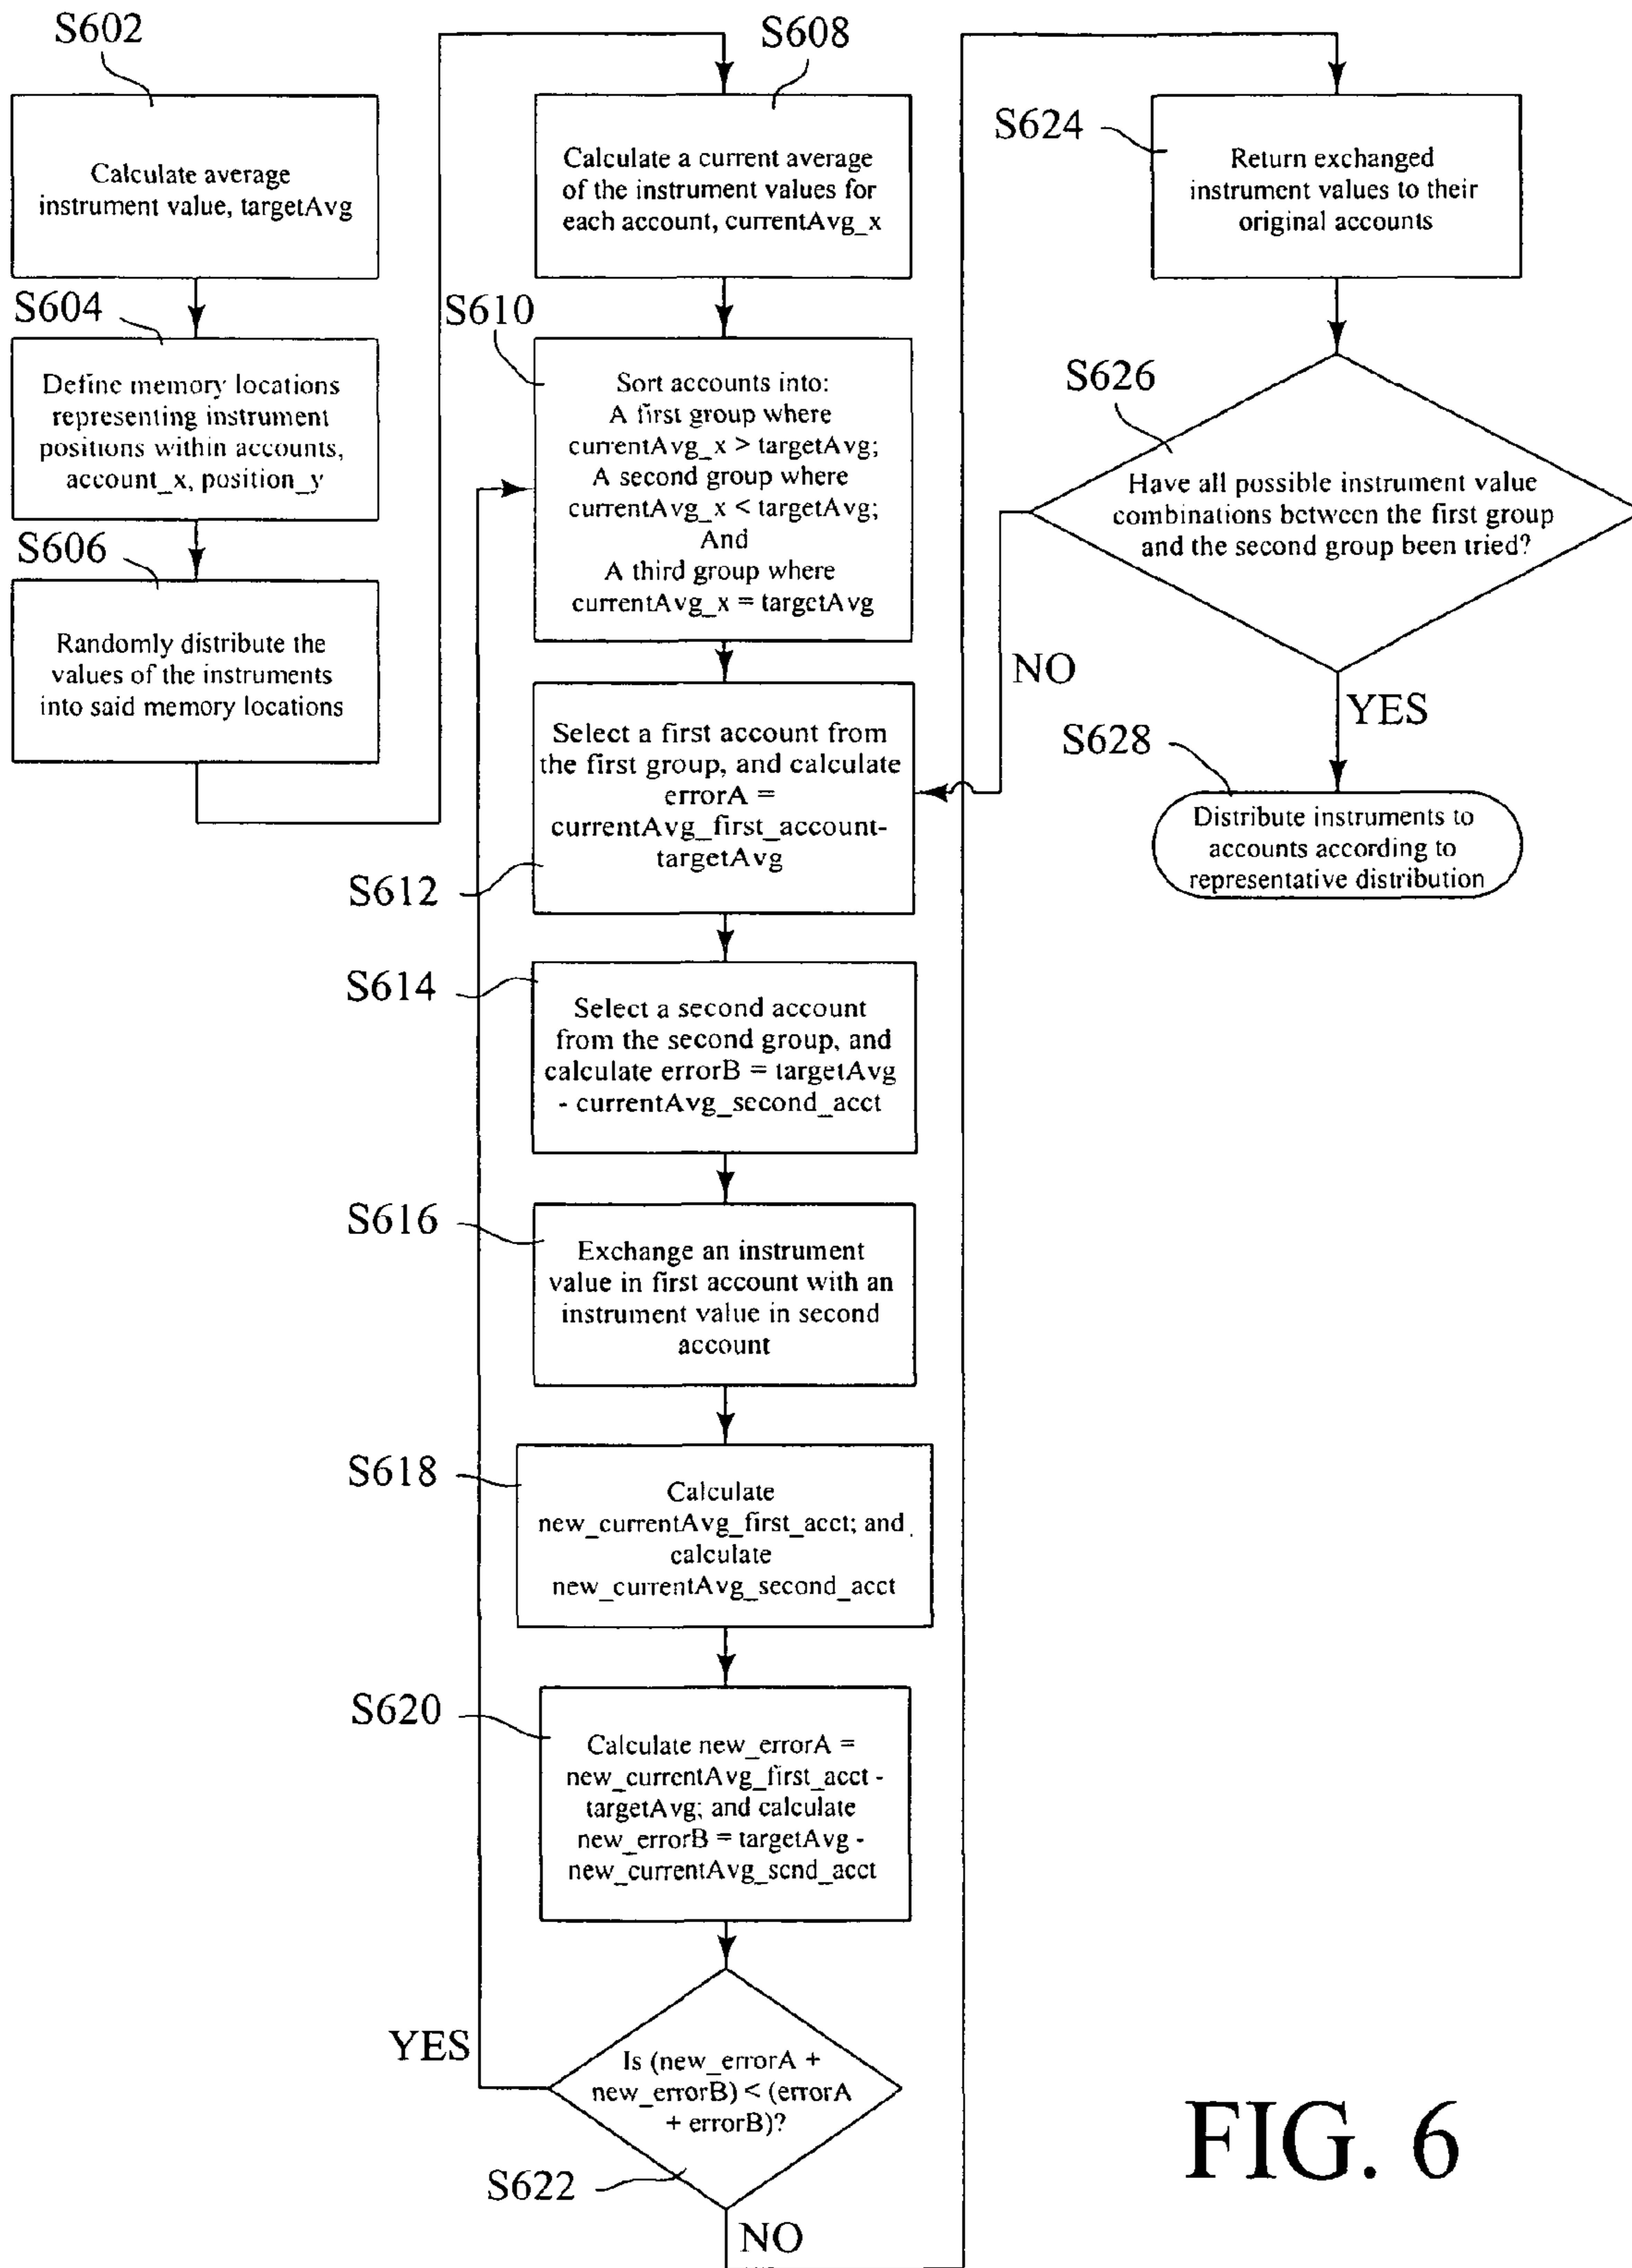 S602
Calculate average
instrument value, targetAvg
S604
Define memory locations
representing instrument
positions within accounts,
account_x, position_y
S606
Randomly distribute the
values of the instruments
into said memory locations
S608
Calculate a current average
of the instrument values for
each account, currentAvg_x
S610
Sort accounts into:
A first group where
currentAvg_x > targetAvg;
A second group where
currentAvg_x < targetAvg;
And
A third group where
currentAvg_x = targetAvg
S612
Select a first account from
the first group, and calculate
errorA =
currentAvg_first_account-
targetAvg
S614
Select a second account
from the second group, and
calculate errorB = targetAvg
- currentAvg_second_acct
S616
Exchange an instrument
value in first account with an
instrument value in second
account
S618
Calculate
new_currentAvg_first_acct; and
calculate
new_currentAvg_second_acct
S620
Calculate new_errorA =
new_currentAvg_first_acct -
targetAvg; and calculate
new_errorB = targetAvg -
new_currentAvg_scnd_acct
YES
Is (new_errorA +
new_errorB) < (errorA
+ errorB)?
S622
NO
S624
Return exchanged
instrument values to their
original accounts
S626
Have all possible instrument value
combinations between the first group
and the second group been tried?
NO
YES
S628
Distribute instruments to
accounts according to
representative distribution
FIG. 6